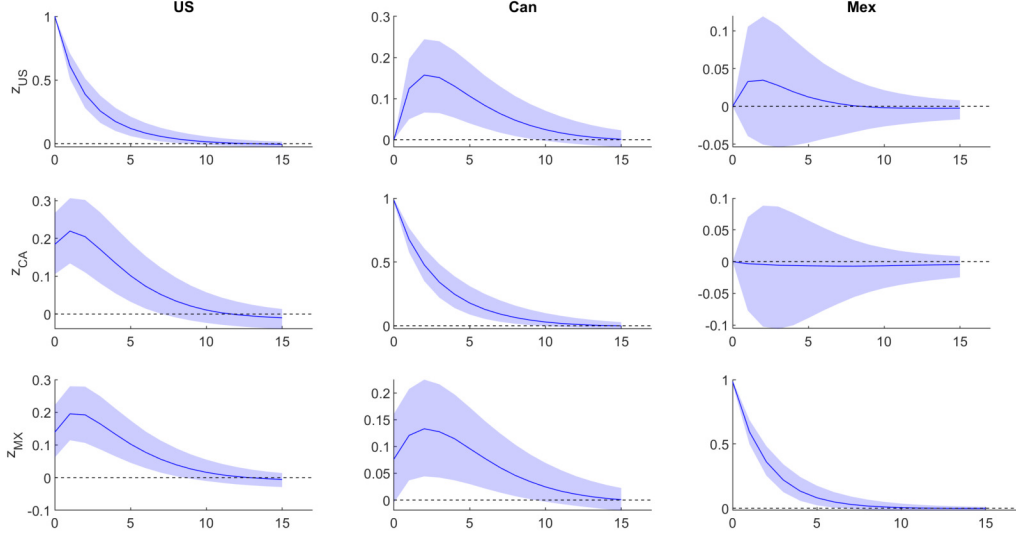 US Can Mex
1 0.3 0.1
z_US 0.5 0.2 0.05
0.1 0
0 0 -0.05
0 5 10 15 0 5 10 15 0 5 10 15
0.3 1 0.1
z_CA 0.2 0.5 0.05
0.1 0
0 -0.05
0 -0.1
0 5 10 15 0 5 10 15 0 5 10 15
0.3 0.2 1
z_MX 0.2 0.15
0.1 0.1 0.5
0 0.05
-0.1 0 0
0 5 10 15 0 5 10 15 0 5 10 15